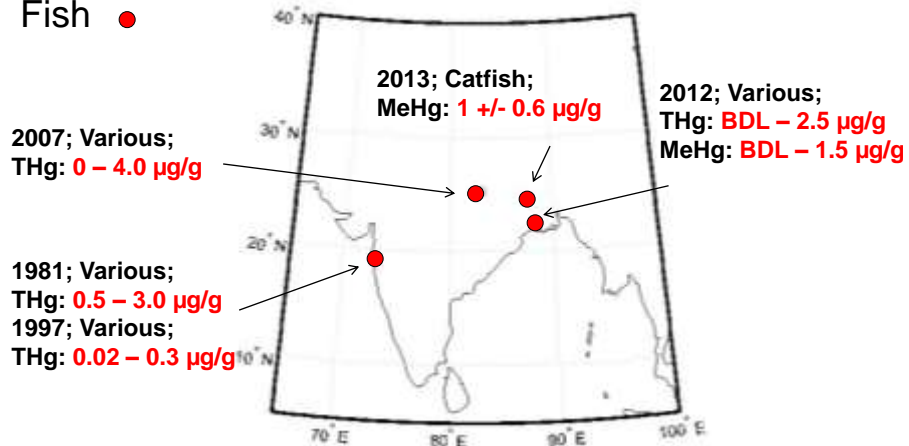 Fish
40°N
2013; Catfish;
MeHg: 1 +/- 0.6 µg/g
2012; Various;
THg: BDL – 2.5 µg/g
MeHg: BDL – 1.5 µg/g
30°N
2007; Various;
THg: 0 – 4.0 µg/g
20°N
1981; Various;
THg: 0.5 – 3.0 µg/g
1997; Various;
THg: 0.02 – 0.3 µg/g
10°N
70°E
80°E
90°E
100°E